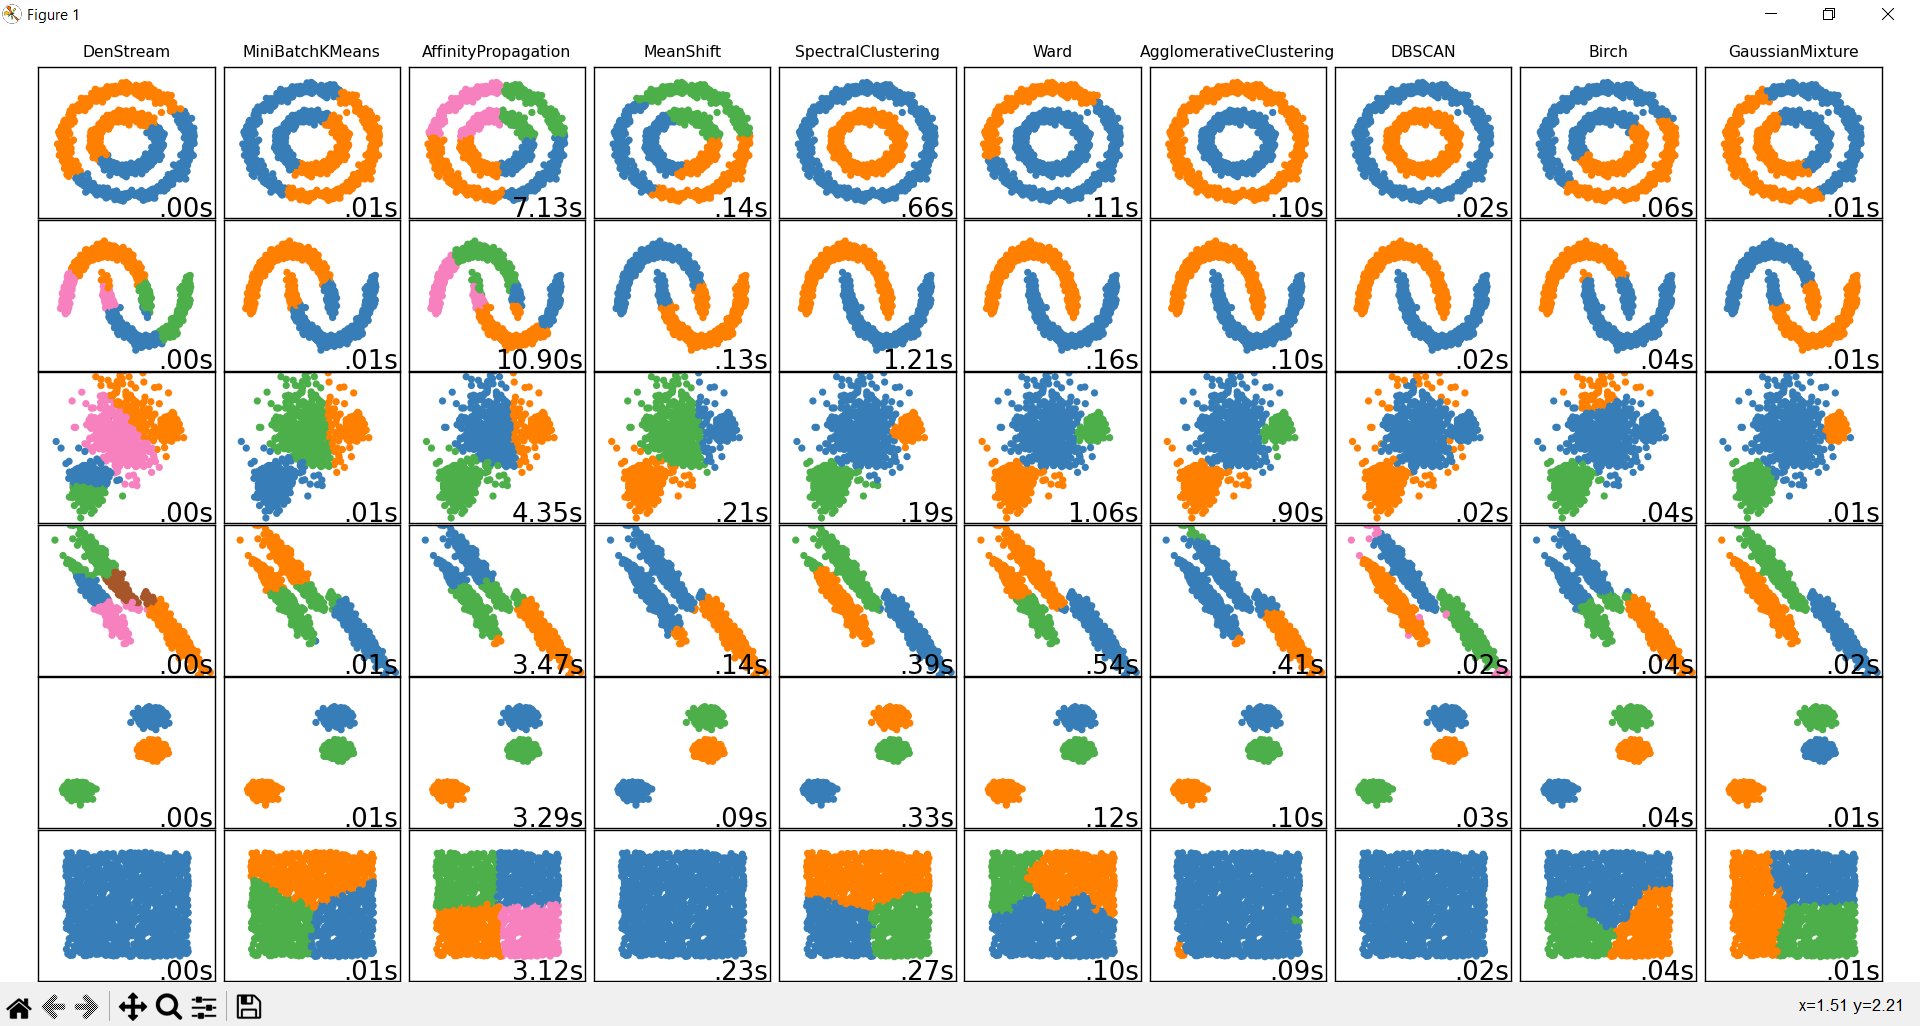 Figure 1
DenStream MiniBatchKMeans AffinityPropagation MeanShift SpectralClustering Ward AgglomerativeClustering DBSCAN Birch GaussianMixture
.00s .01s 7.13s .14s .66s .11s .10s .02s .06s .01s
.00s .01s 10.90s .13s 1.21s .16s .10s .02s .04s .01s
.00s .01s 4.35s .21s .19s 1.06s .90s .02s .04s .01s
.00s .01s 3.47s .14s .39s .54s .41s .02s .04s .02s
.00s .01s 3.29s .09s .33s .12s .10s .03s .04s .01s
.00s .01s 3.12s .23s .27s .10s .09s .02s .04s .01s
x=1.51 y=2.21